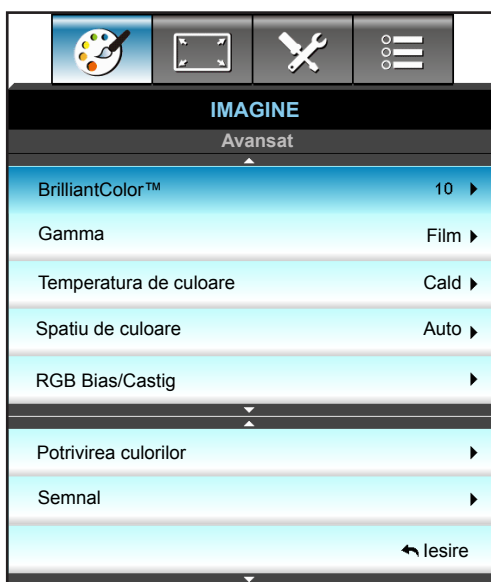 IMAGINE
Avansat
BrilliantColor™ 10
Gamma Film
Temperatura de culoare Cald
Spatiu de culoare Auto
RGB Bias/Castig
Potrivirea culorilor
Semnal
Iesire